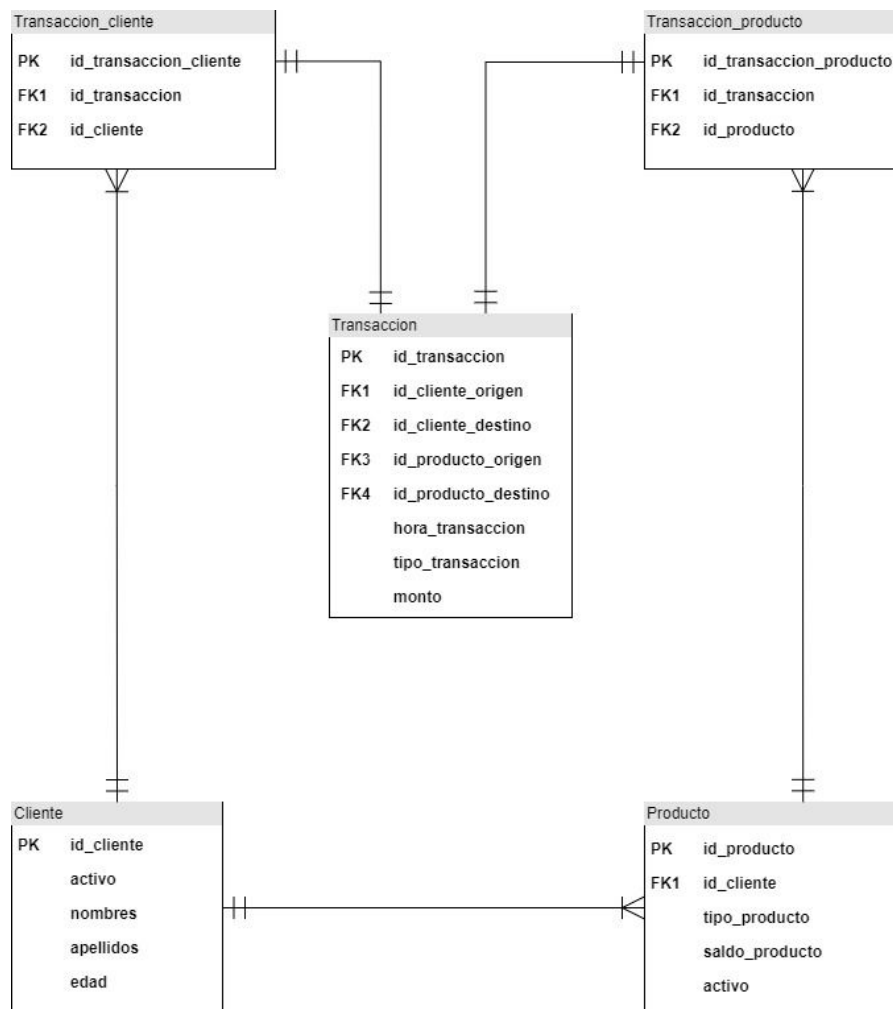 Transaccion_cliente
PK id_transaccion_cliente
FK1 id_transaccion
FK2 id_cliente
Transaccion_producto
PK id_transaccion_producto
FK1 id_transaccion
FK2 id_producto
Transaccion
PK id_transaccion
FK1 id_cliente_origen
FK2 id_cliente_destino
FK3 id_producto_origen
FK4 id_producto_destino
hora_transaccion
tipo_transaccion
monto
Cliente
PK id_cliente
activo
nombres
apellidos
edad
Producto
PK id_producto
FK1 id_cliente
tipo_producto
saldo_producto
activo